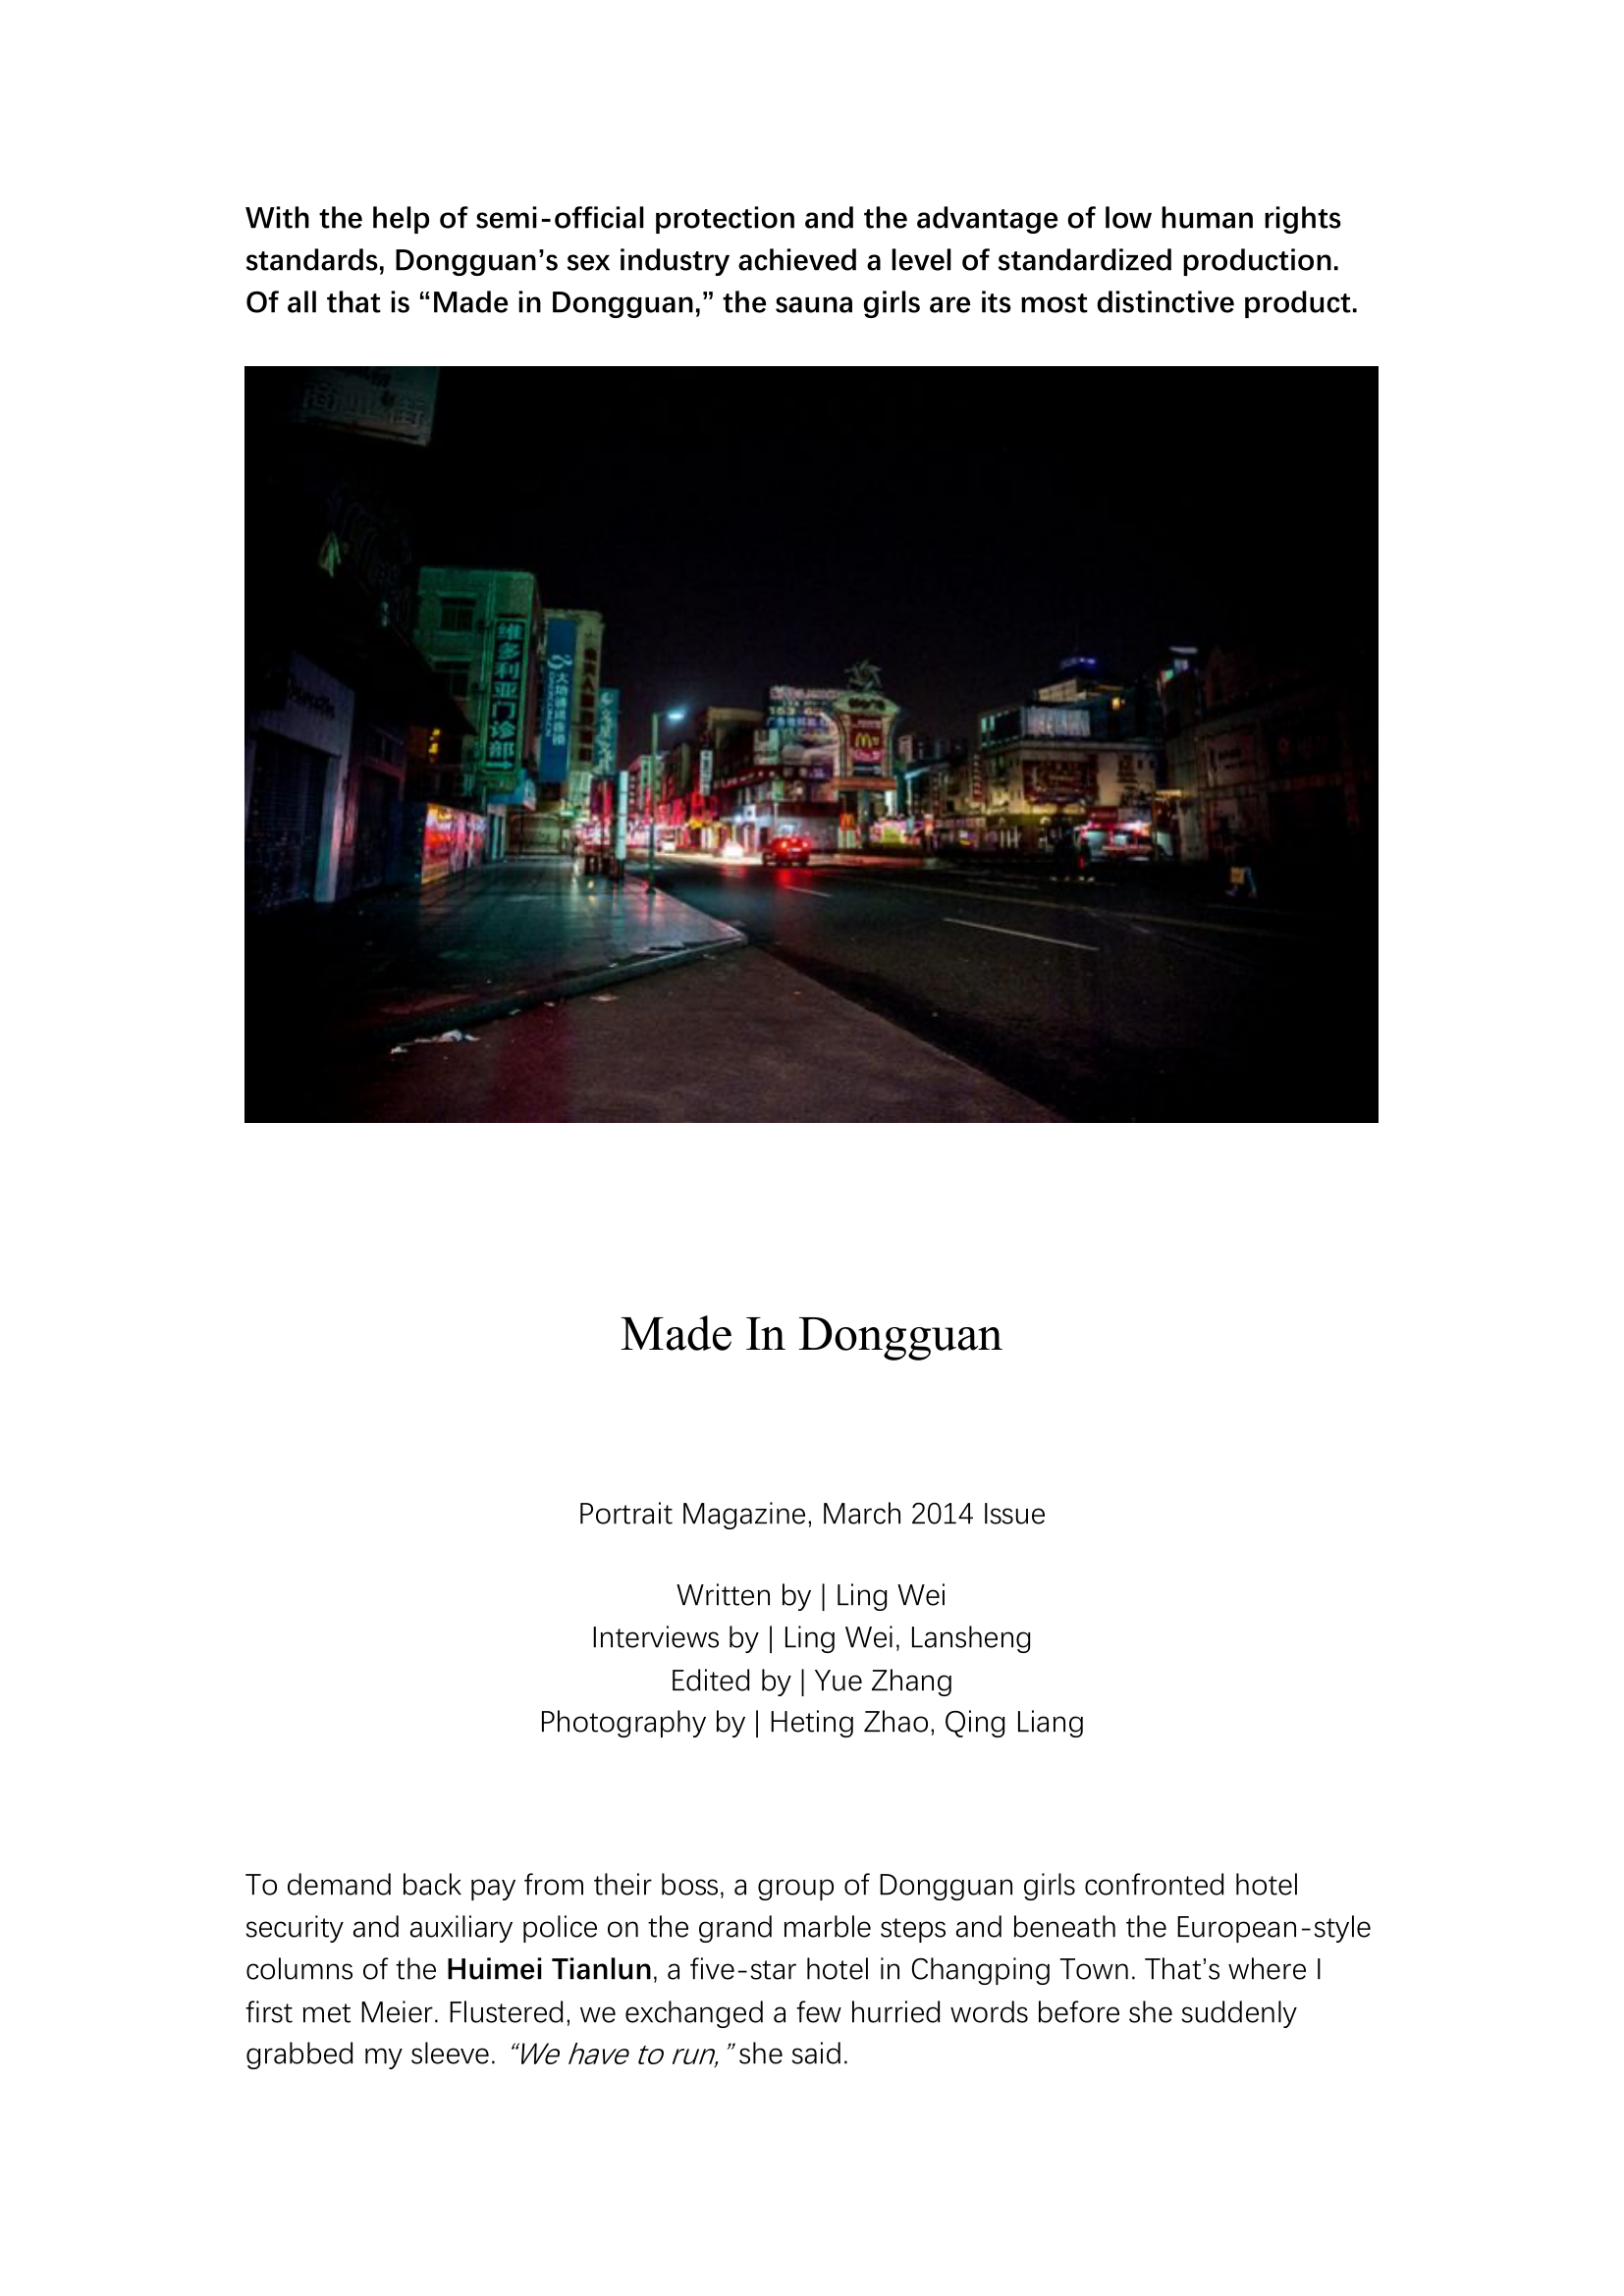 With the help of semi-official protection and the advantage of low human rights
standards, Dongguan’s sex industry achieved a level of standardized production.
Of all that is “Made in Dongguan,” the sauna girls are its most distinctive product.
维多利亚门诊部
Made In Dongguan
Portrait Magazine, March 2014 Issue
Written by | Ling Wei
Interviews by | Ling Wei, Lansheng
Edited by | Yue Zhang
Photography by | Heting Zhao, Qing Liang
To demand back pay from their boss, a group of Dongguan girls confronted hotel
security and auxiliary police on the grand marble steps and beneath the European-style
columns of the Huimei Tianlun, a five-star hotel in Changping Town. That’s where I
first met Meier. Flustered, we exchanged a few hurried words before she suddenly
grabbed my sleeve. “We have to run,” she said.